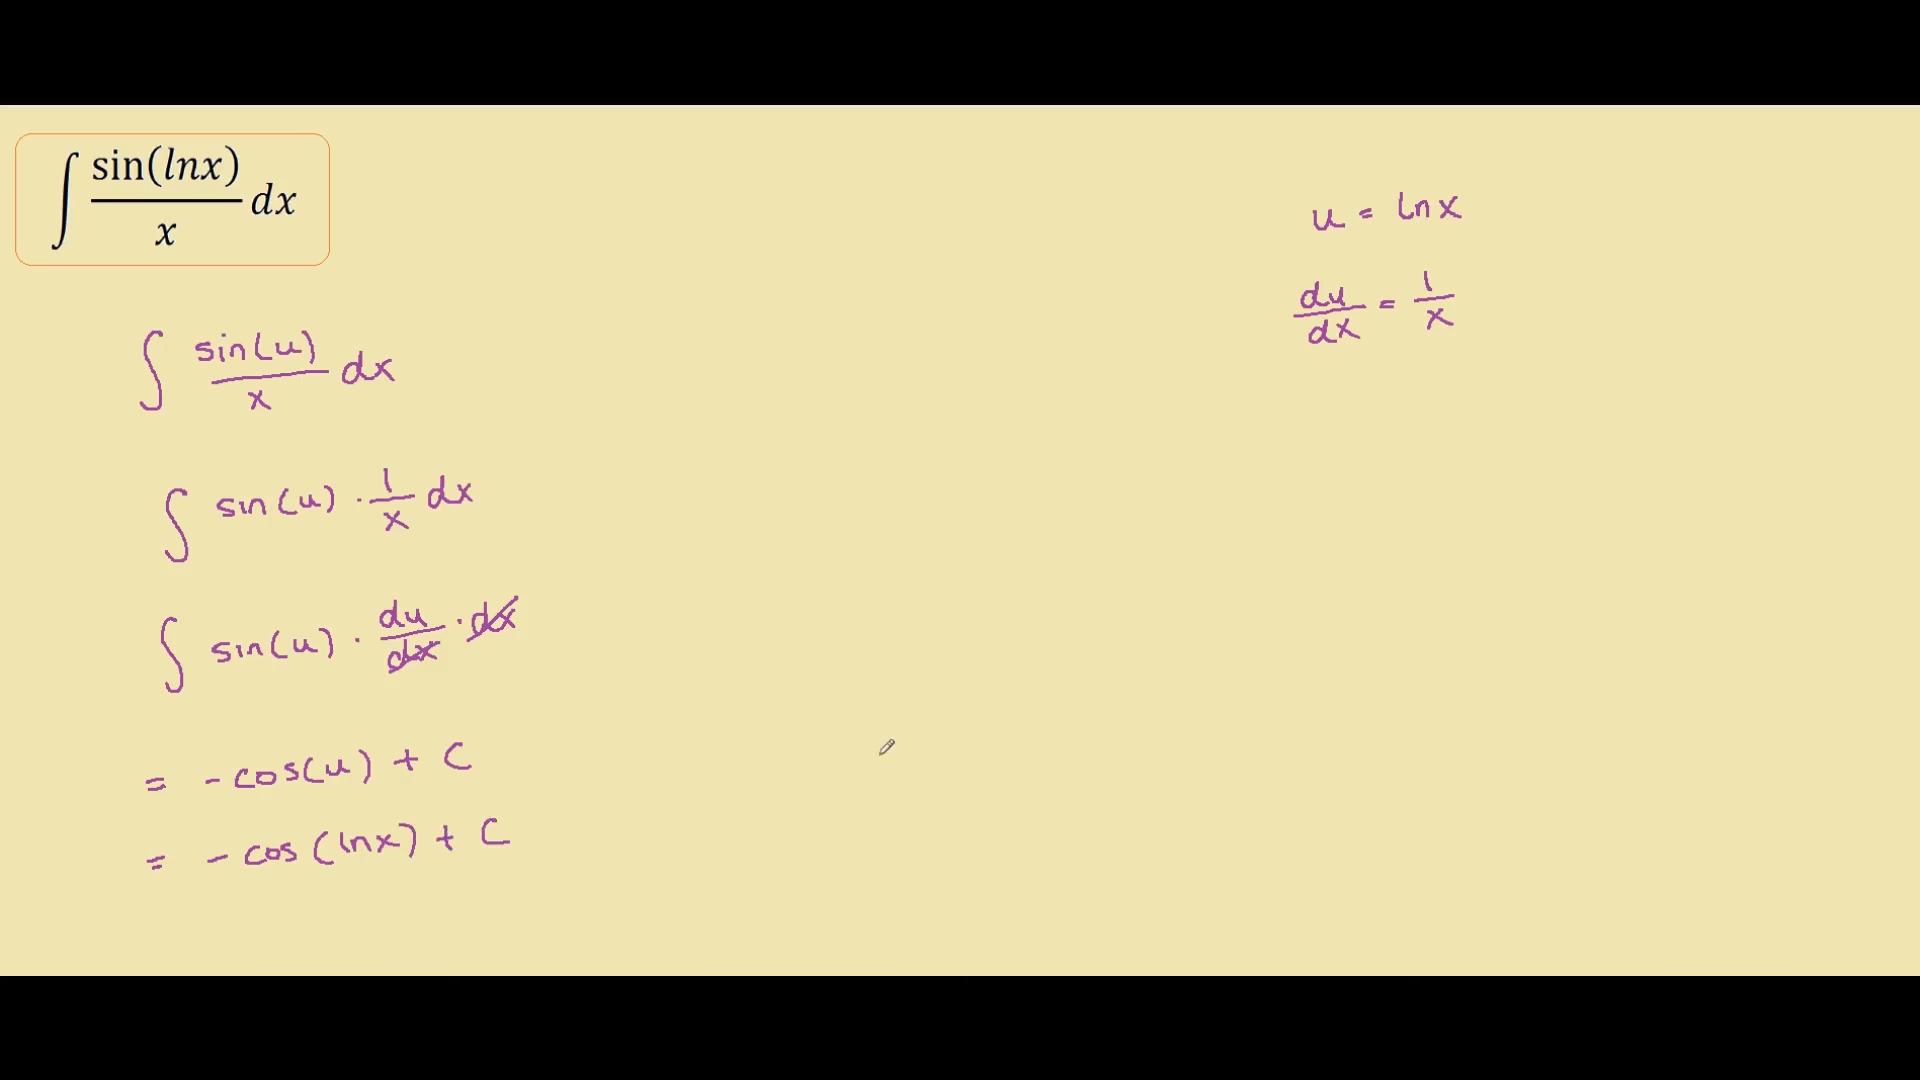 ∫ sin(lnx)/x dx
u = lnx
du/dx = 1/x
∫ sin(u)/x dx
∫ sin(u) · 1/x dx
∫ sin(u) · du/dx · dx
= - cos(u) + C
= - cos(lnx) + C